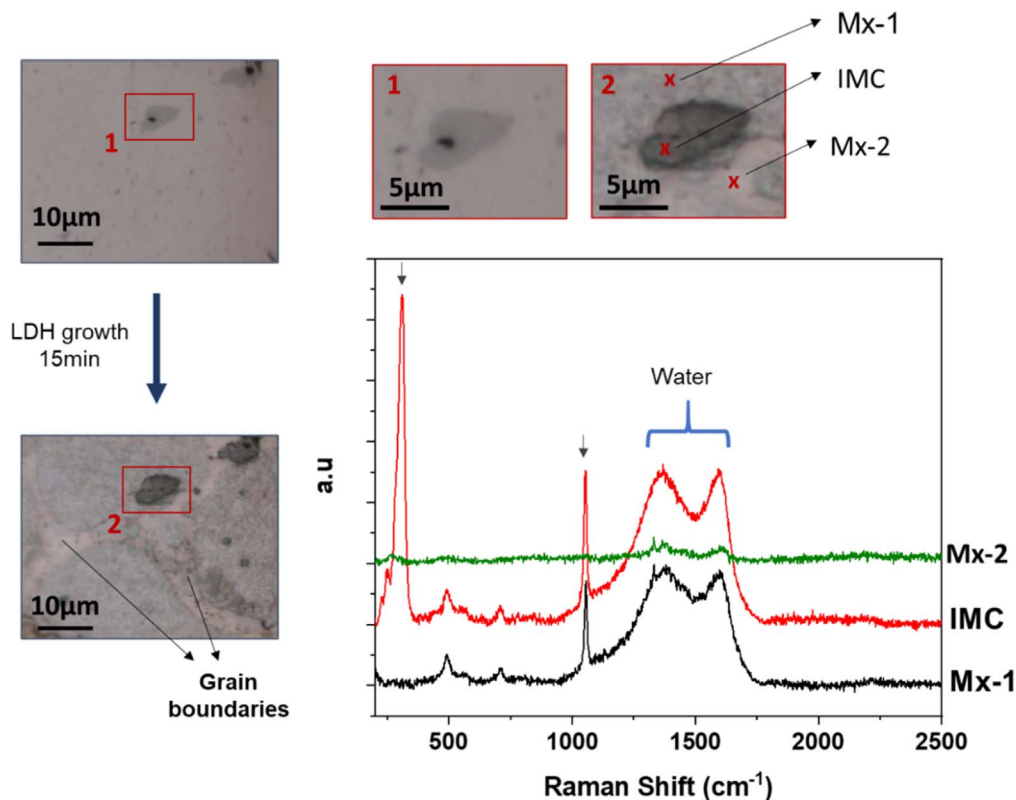 Mx-1
IMC
Mx-2
1
10µm
1
5µm
2
5µm
LDH growth
15min
2
10µm
Grain
boundaries
Water
a.u
Mx-2
IMC
Mx-1
500
1000
1500
2000
2500
Raman Shift (cm⁻¹)
x
x
x